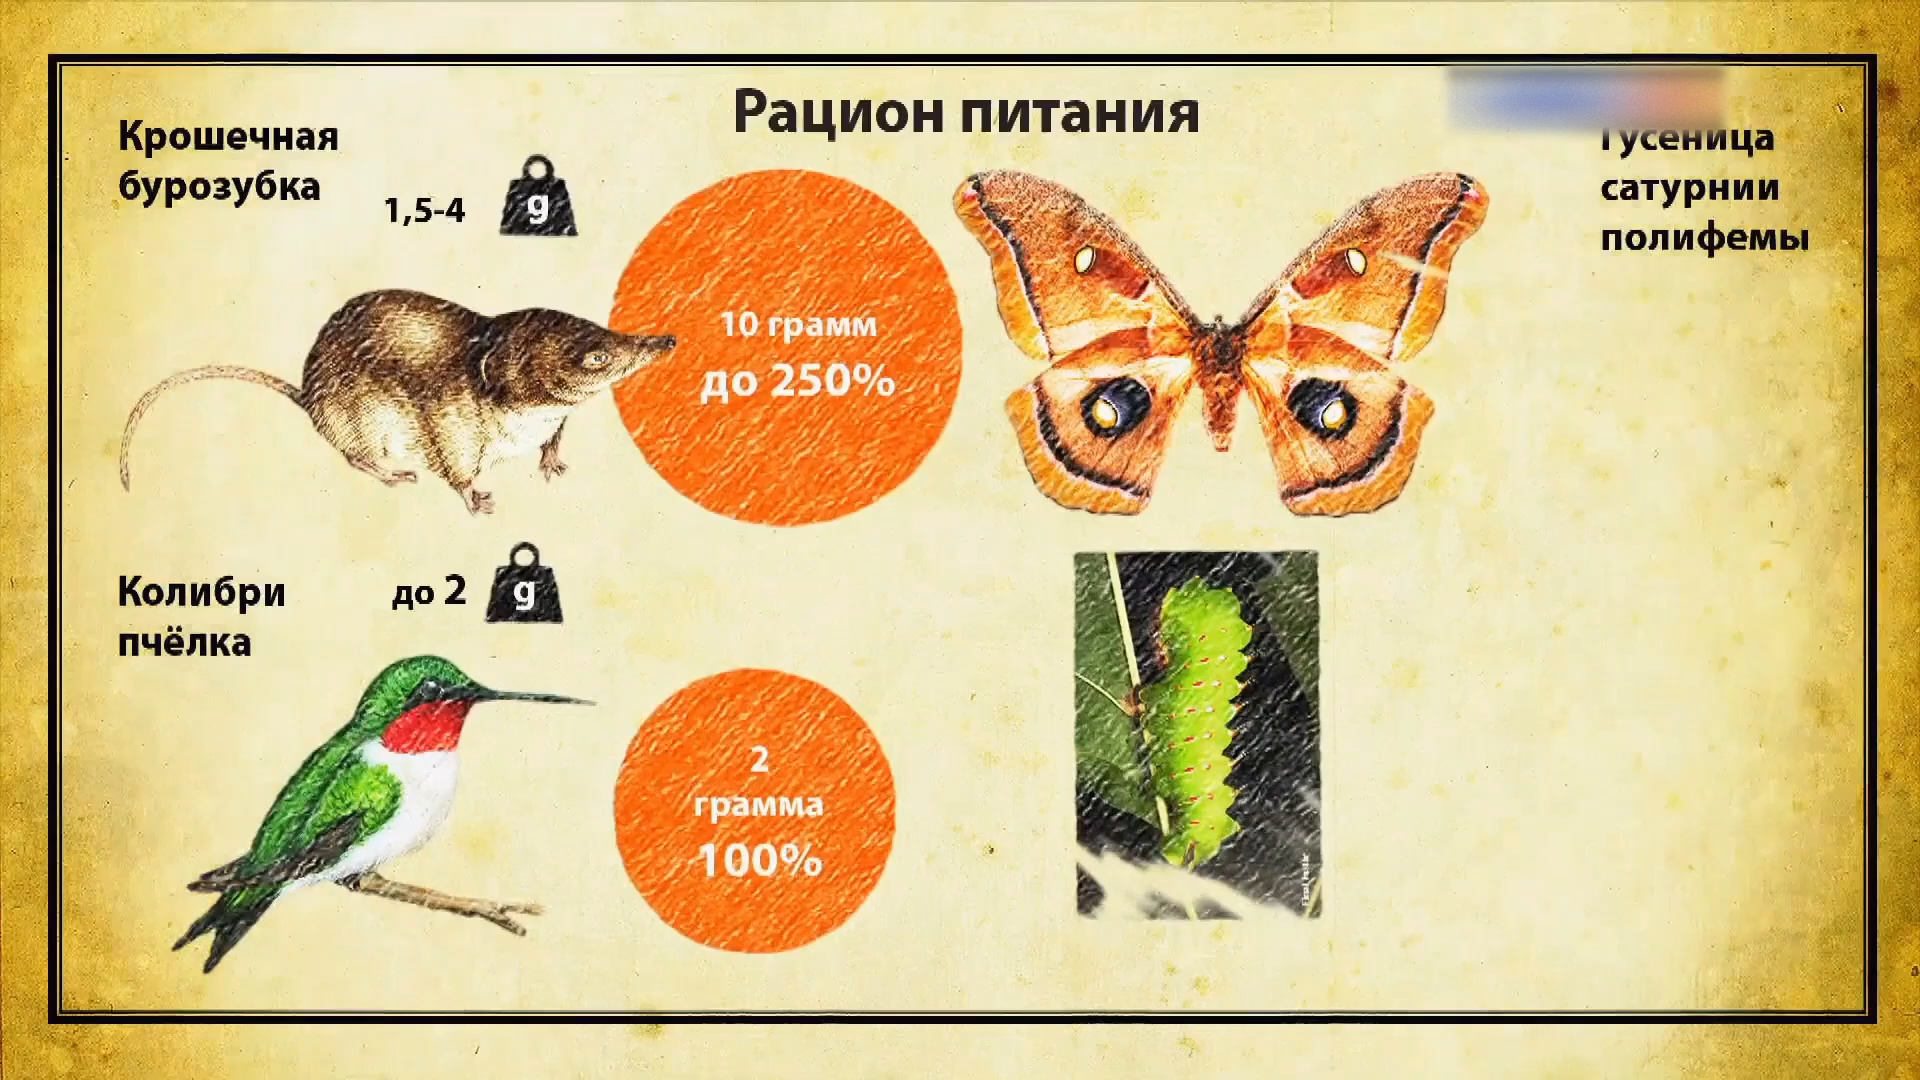 Рацион питания
Крошечная
бурозубка
1,5-4
g
10 грамм
до 250%
Колибри
пчёлка
до 2
g
2
грамма
100%
Гусеница
сатурнии
полифемы